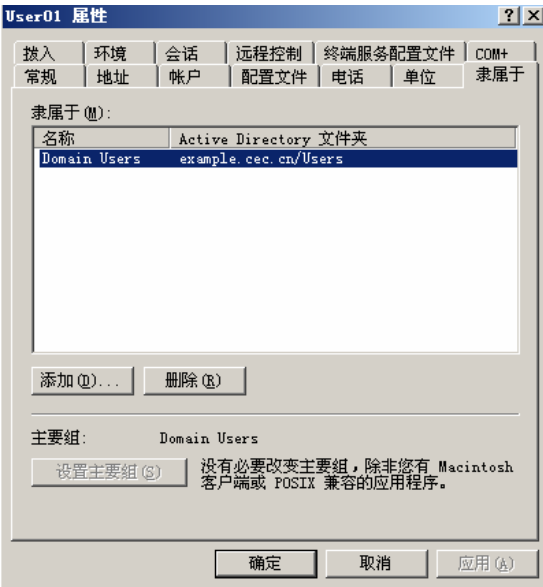 User01 属性
拨入 环境 会话 远程控制 终端服务配置文件 COM+
常规 地址 帐户 配置文件 电话 单位 隶属于
隶属于(M):
名称 Active Directory 文件夹
Domain Users example.cec.cn/Users
添加(D)... 删除(R)
主要组: Domain Users
设置主要组(S) 没有必要改变主要组，除非您有 Macintosh
客户端或 POSIX 兼容的应用程序。
确定 取消 应用(A)